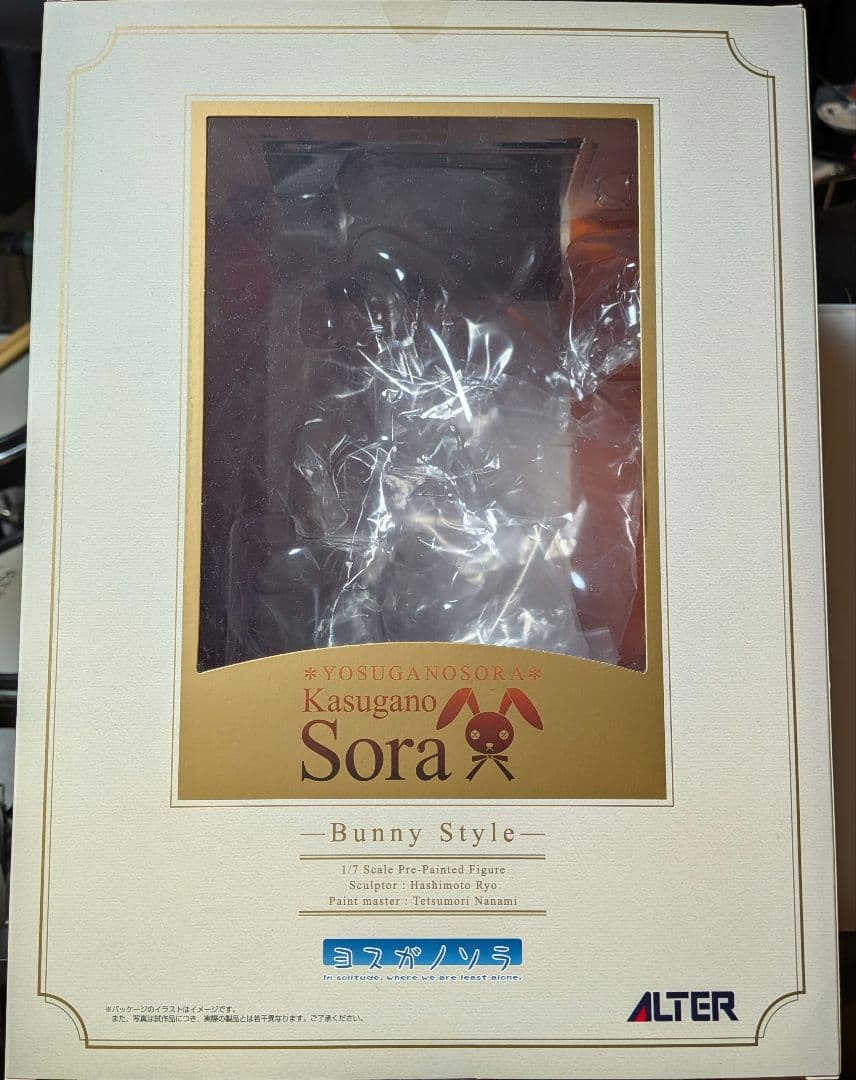 *YOSUGANOSORA*
Kasugano
Sora
—Bunny Style—
1/7 Scale Pre-Painted Figure
Sculptor : Hashimoto Ryo
Paint master : Tetsumori Nanami
ヨスガノソラ
In solitude, where we are least alone.
※パッケージのイラストはイメージです。
また、写真は試作品につき、実際の製品とは若干異なります。ご了承ください。
ALTER